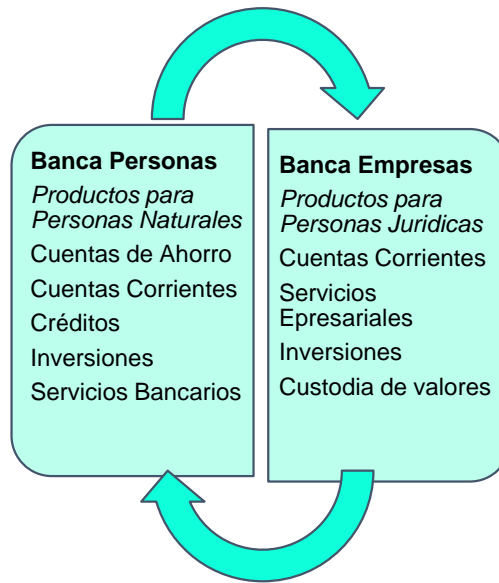 Banca Personas
Productos para
Personas Naturales
Cuentas de Ahorro
Cuentas Corrientes
Créditos
Inversiones
Servicios Bancarios
Banca Empresas
Productos para
Personas Juridicas
Cuentas Corrientes
Servicios
Epresariales
Inversiones
Custodia de valores